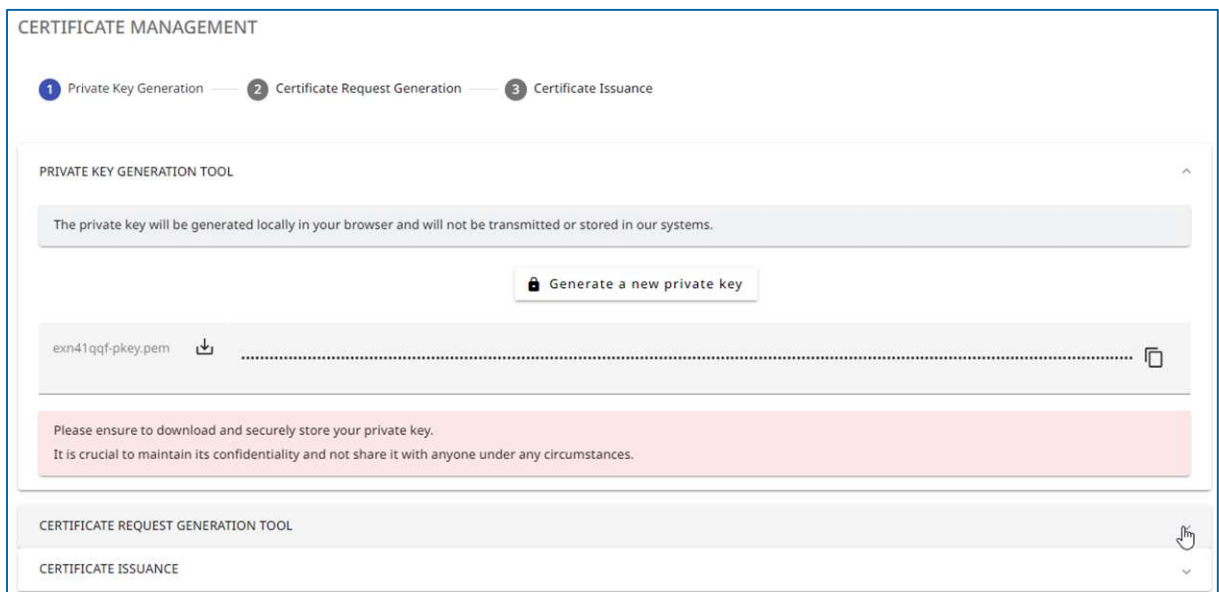 CERTIFICATE MANAGEMENT
1 Private Key Generation 2 Certificate Request Generation 3 Certificate Issuance
PRIVATE KEY GENERATION TOOL
The private key will be generated locally in your browser and will not be transmitted or stored in our systems.
Generate a new private key
exn41qqf-pkey.pem
Please ensure to download and securely store your private key.
It is crucial to maintain its confidentiality and not share it with anyone under any circumstances.
CERTIFICATE REQUEST GENERATION TOOL
CERTIFICATE ISSUANCE